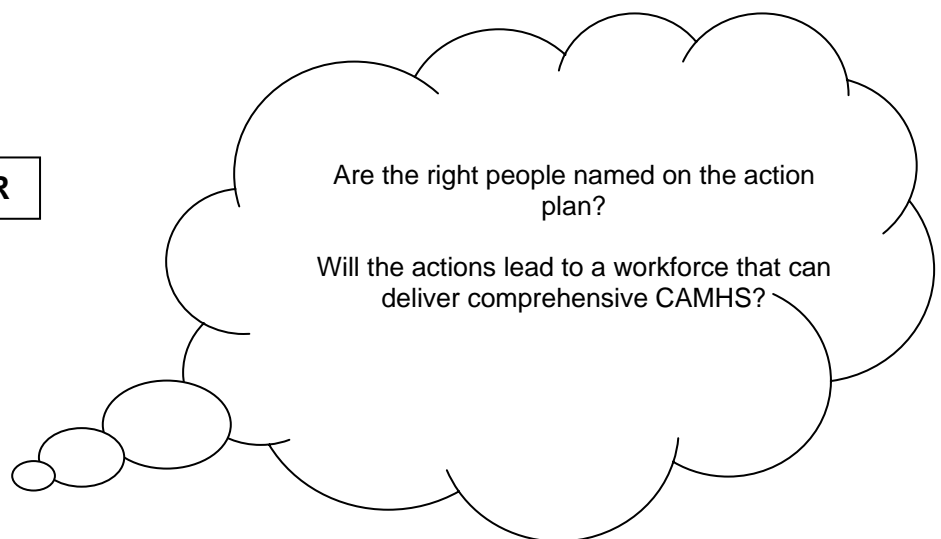 R
Are the right people named on the action
plan?
Will the actions lead to a workforce that can
deliver comprehensive CAMHS?